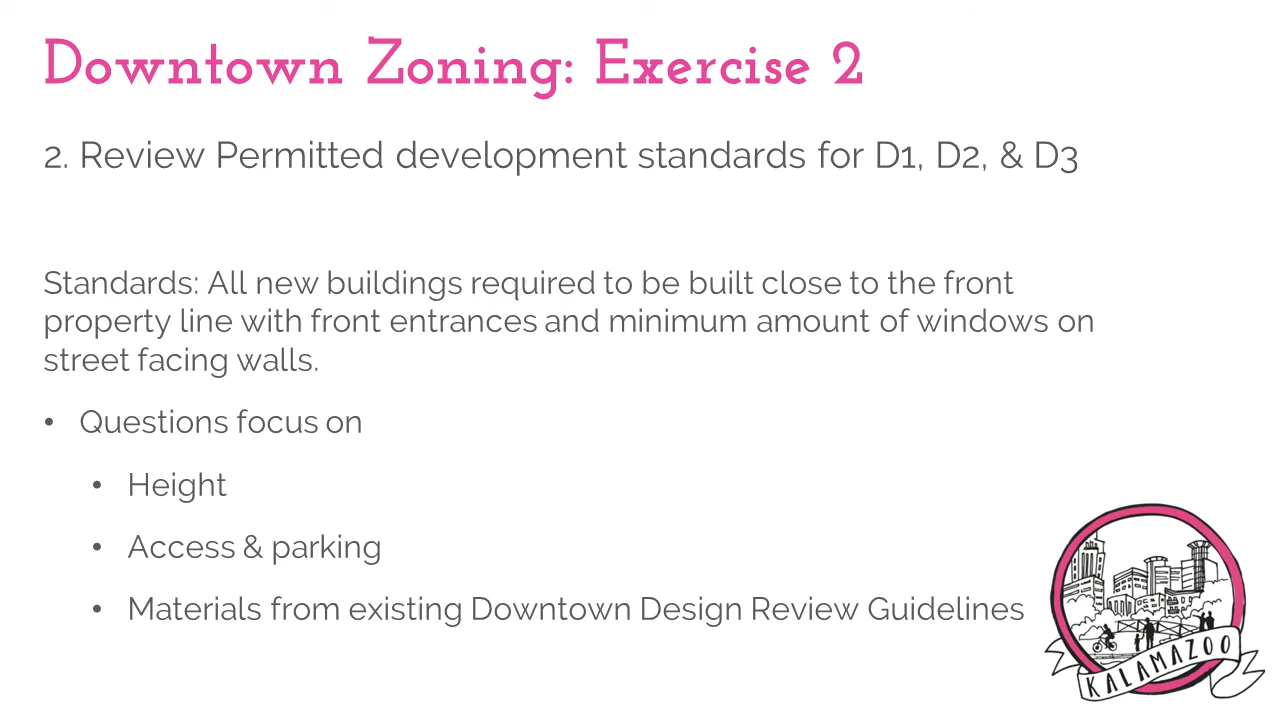 Downtown Zoning: Exercise 2
2. Review Permitted development standards for D1, D2, & D3
Standards: All new buildings required to be built close to the front
property line with front entrances and minimum amount of windows on
street facing walls.
• Questions focus on
• Height
• Access & parking
• Materials from existing Downtown Design Review Guidelines
KALAMAZOO